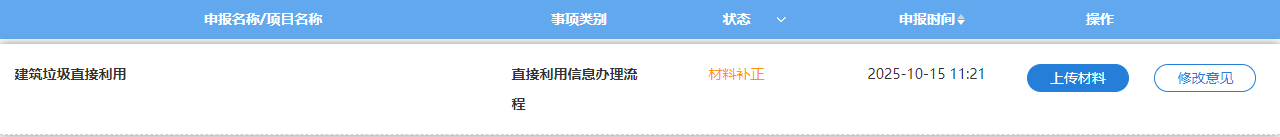 申报名称/项目名称 事项类别 状态 申报时间 操作
建筑垃圾直接利用 直接利用信息办理流 材料补正 2025-10-15 11:21 上传材料 修改意见
程